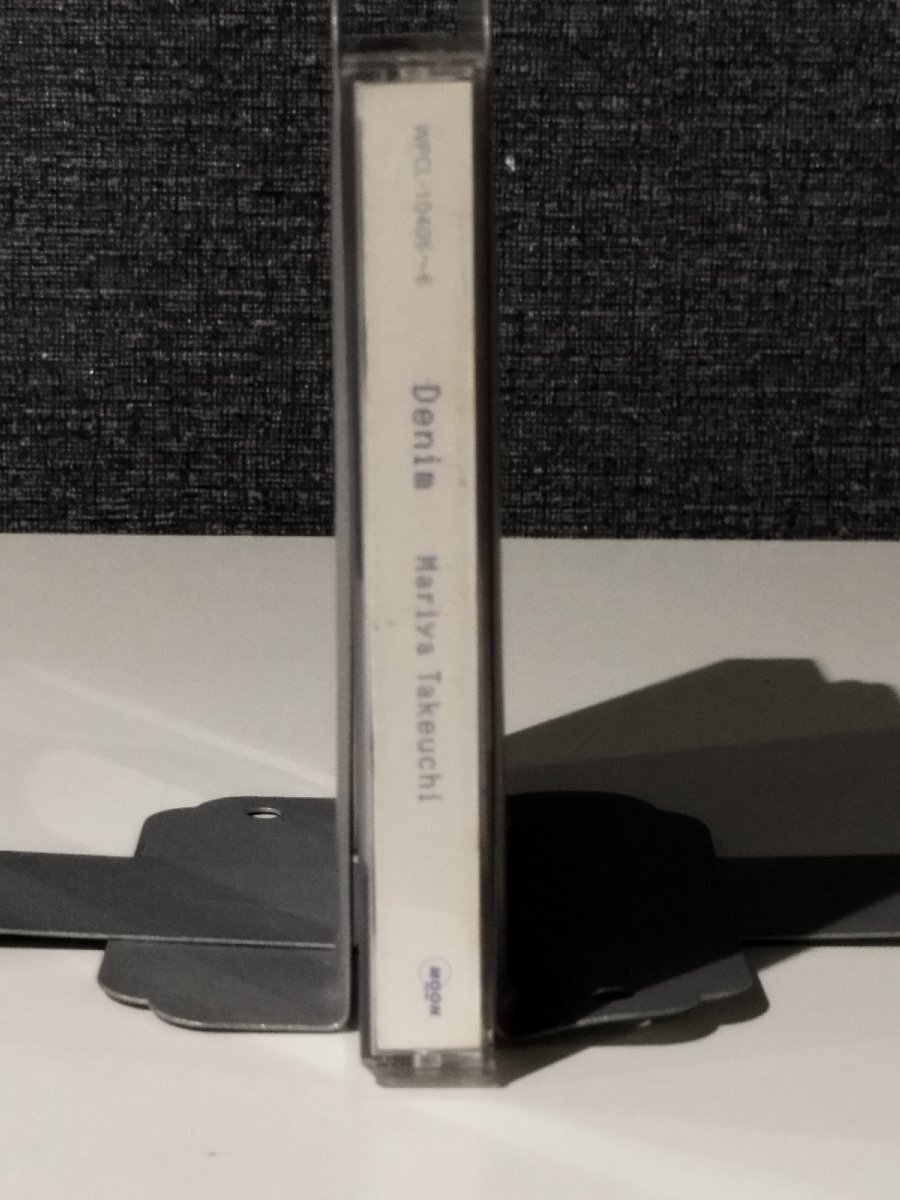 WPCL-10405~6
Denim Mariya Takeuchi
MOON